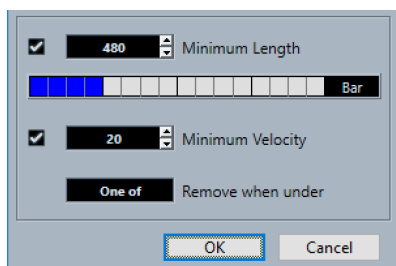 480 Minimum Length
Bar
20 Minimum Velocity
One of Remove when under
OK Cancel